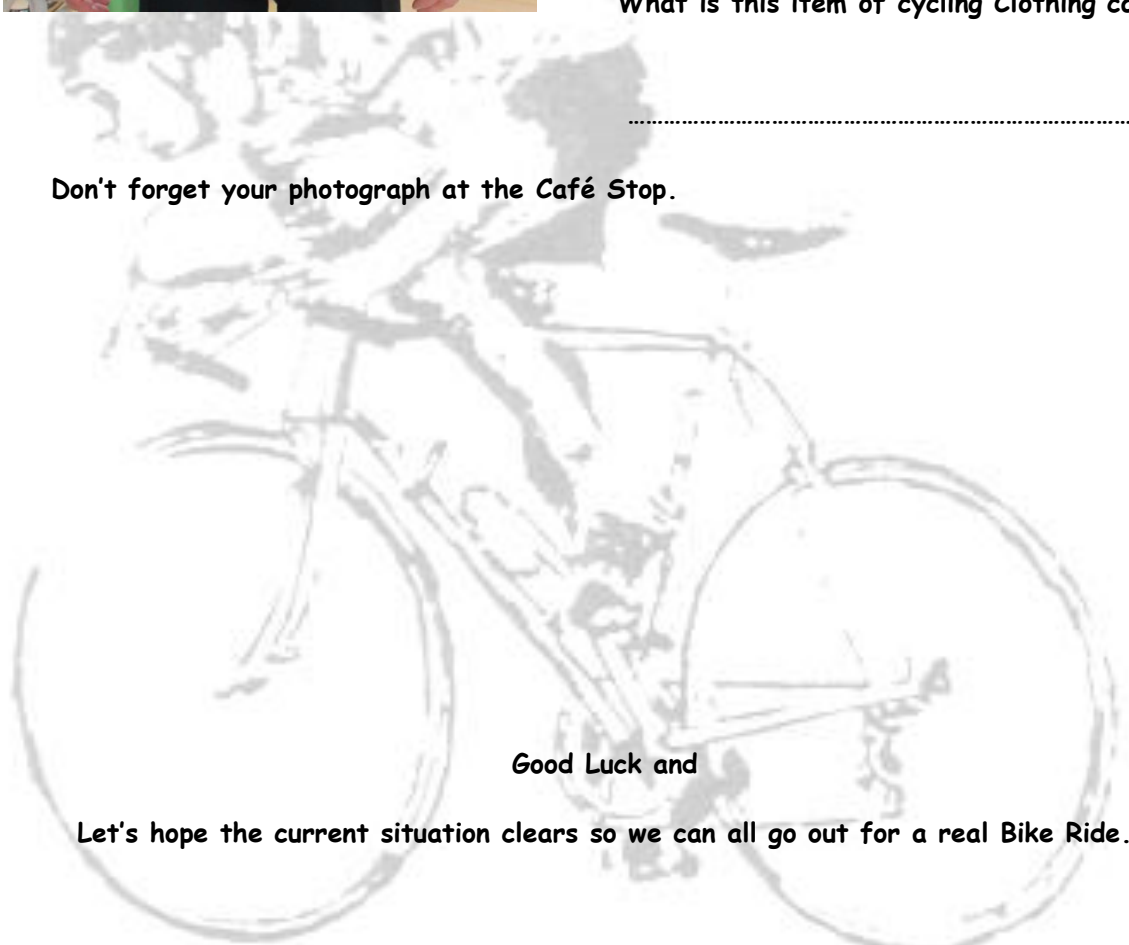 What is this item of cycling Clothing
………………………………………………………………………………
Don't forget your photograph at the Café Stop.
Good Luck and
Let's hope the current situation clears so we can all go out for a real Bike Ride.